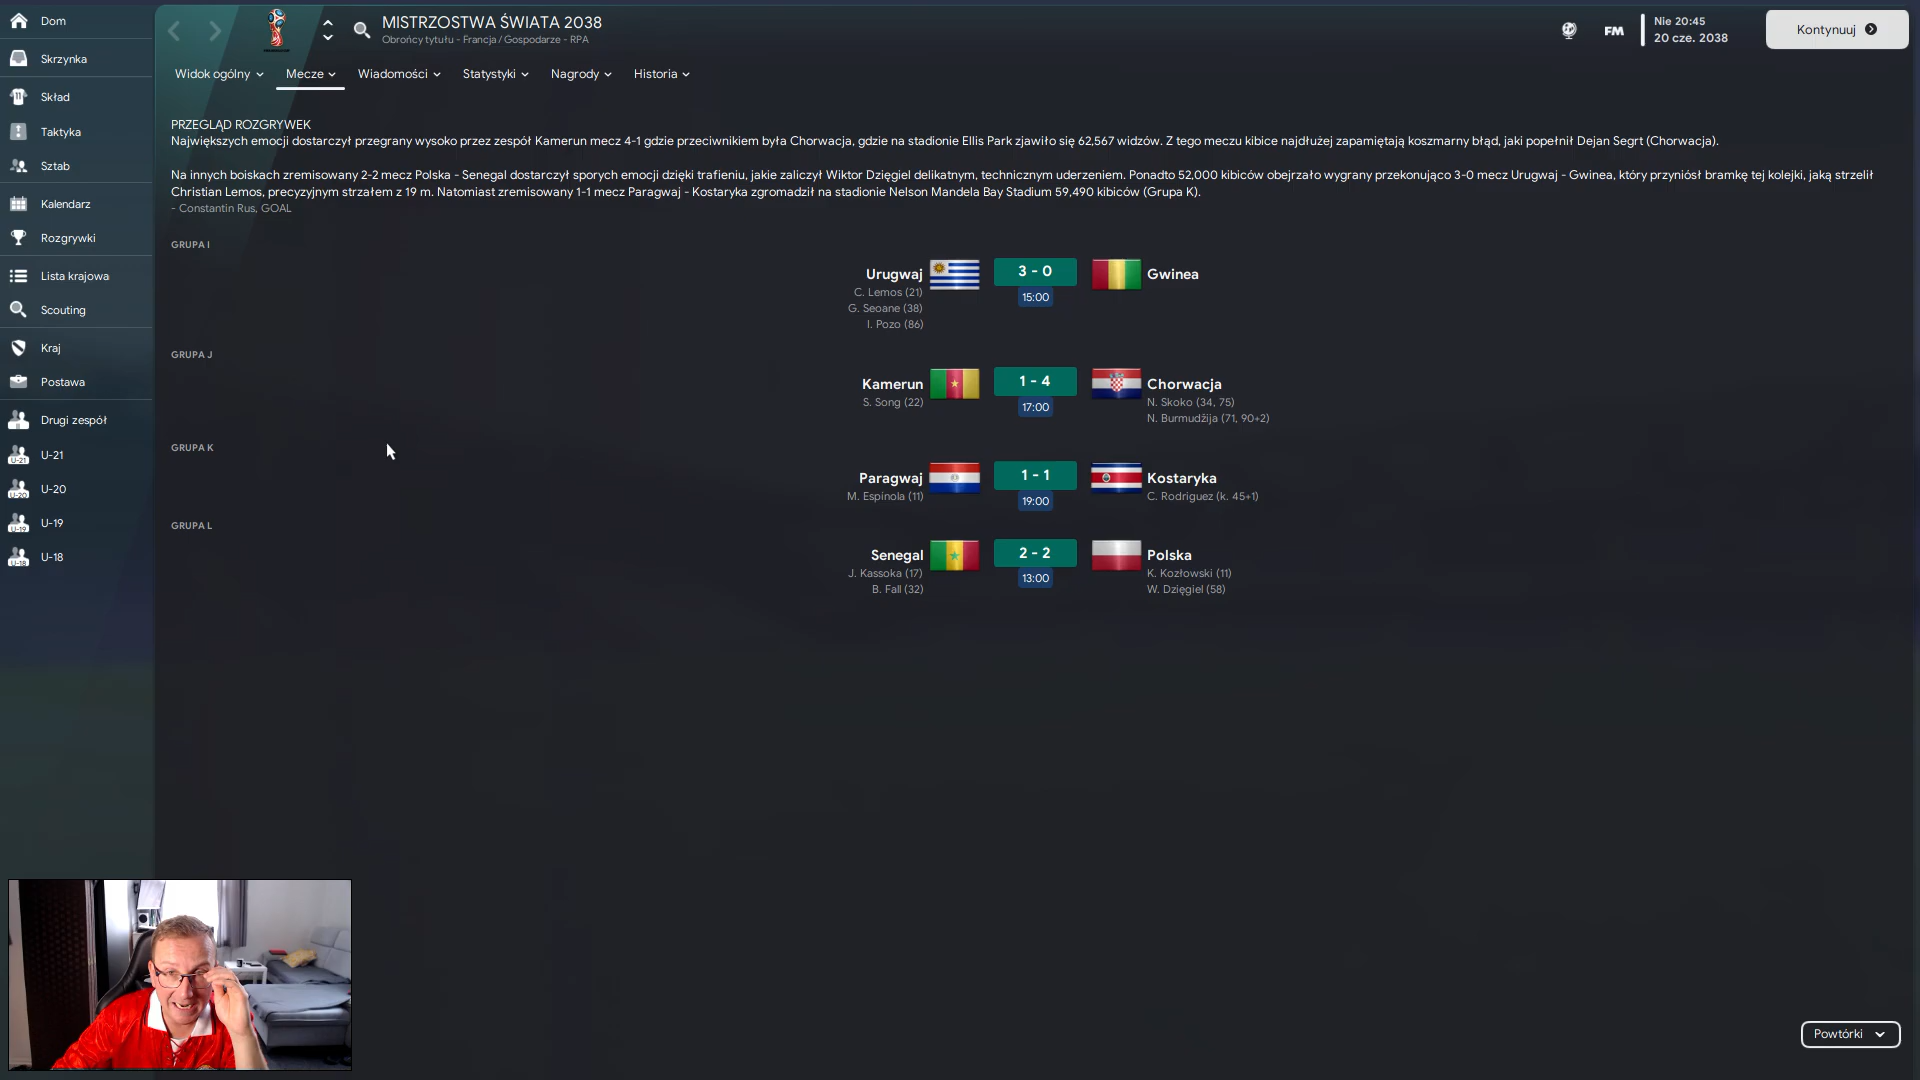 Dom
Skrzynka
Skład
Taktyka
Sztab
Kalendarz
Rozgrywki
Lista krajowa
Scouting
Kraj
Postawa
Drugi zespół
U-21
U-21
U-20
U-20
U-19
U-19
U-18
U-18
MISTRZOSTWA ŚWIATA 2038
Obrońcy tytułu - Francja / Gospodarze - RPA
FM
Nie 20:45
20 cze. 2038
Kontynuuj
Widok ogólny
Mecze
Wiadomości
Statystyki
Nagrody
Historia
PRZEGLĄD ROZGRYWEK
Największych emocji dostarczył przegrany wysoko przez zespół Kamerun mecz 4-1 gdzie przeciwnikiem była Chorwacja, gdzie na stadionie Ellis Park zjawiło się 62,567 widzów. Z tego meczu kibice najdłużej zapamiętają koszmarny błąd, jaki popełnił Dejan Segrt (Chorwacja).
Na innych boiskach zremisowany 2-2 mecz Polska - Senegal dostarczył sporych emocji dzięki trafieniu, jakie zaliczył Wiktor Dzięgiel delikatnym, technicznym uderzeniem. Ponadto 52,000 kibiców obejrzało wygrany przekonująco 3-0 mecz Urugwaj - Gwinea, który przyniósł bramkę tej kolejki, jaką strzelił
Christian Lemos, precyzyjnym strzałem z 19 m. Natomiast zremisowany 1-1 mecz Paragwaj - Kostaryka zgromadził na stadionie Nelson Mandela Bay Stadium 59,490 kibiców (Grupa K).
- Constantin Rus, GOAL
GRUPA I
Urugwaj 3 - 0 Gwinea
C. Lemos (21) 15:00
G. Seoane (38)
I. Pozo (86)
GRUPA J
Kamerun 1 - 4 Chorwacja
S. Song (22) 17:00 N. Skoko (34, 75)
N. Burmudžija (71, 90+2)
GRUPA K
Paragwaj 1 - 1 Kostaryka
M. Espinola (11) 19:00 C. Rodriguez (k. 45+1)
GRUPA L
Senegal 2 - 2 Polska
J. Kassoka (17) 13:00 K. Kozłowski (11)
B. Fall (32) W. Dzięgiel (58)
Powtórki